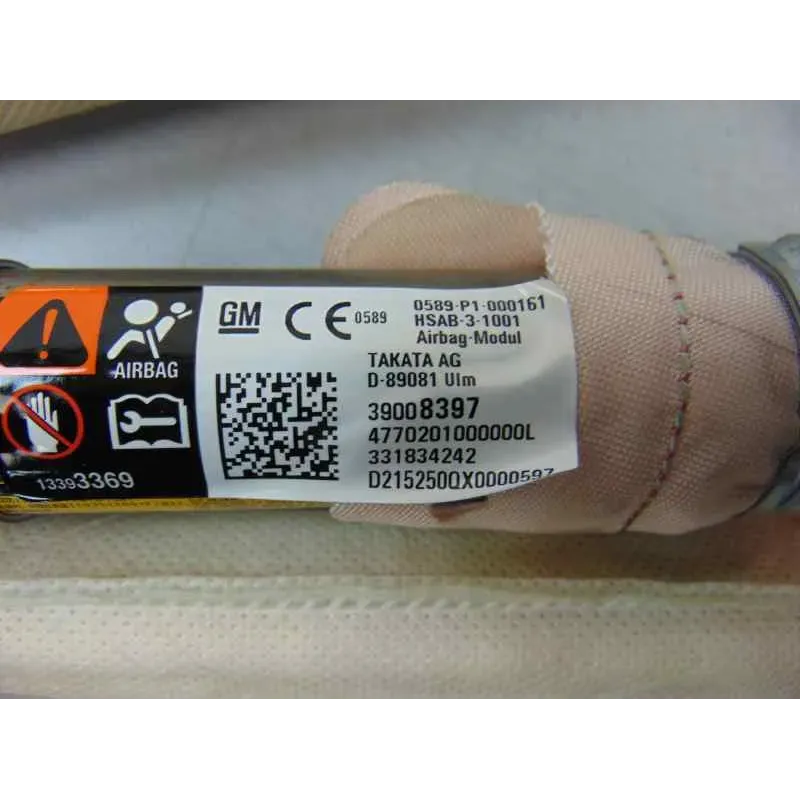 GM CE 0589
0589-P1-000161
HSAB-3-1001
Airbag-Modul
AIRBAG
TAKATA AG
D-89081 Ulm
39008397
4770201000000L
331834242
D215250QX0000597
13393369